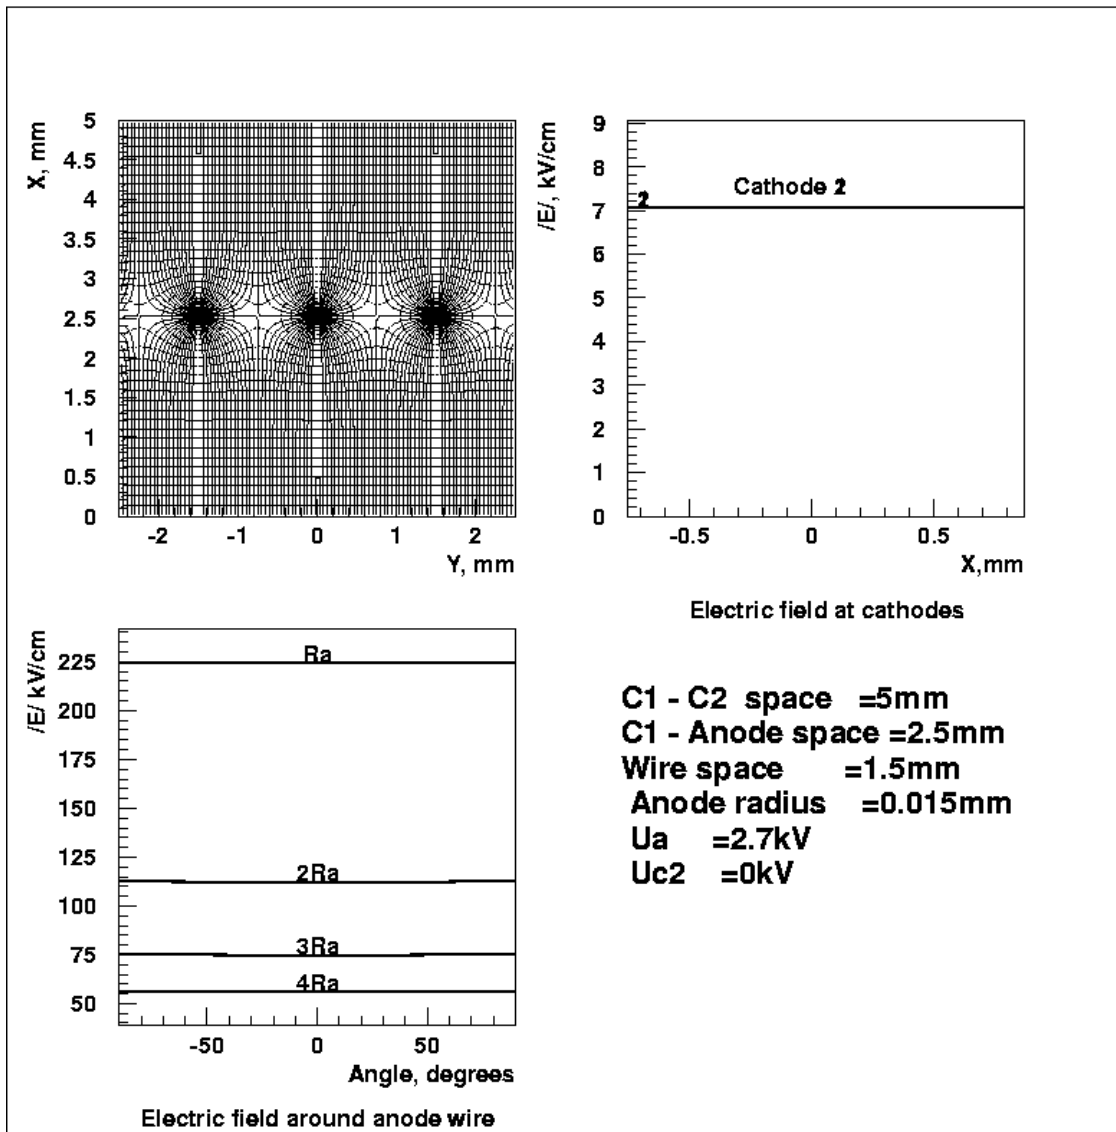 X, mm
5
4.5
4
3.5
3
2.5
2
1.5
1
0.5
0
-2 -1 0 1 2
Y, mm
/E/, kV/cm
9
8
7
6
5
4
3
2
1
0
Cathode
2
-0.5 0 0.5
X,mm
Electric field at cathodes
/E/ kV/cm
225
200
175
150
125
100
75
50
Ra
2Ra
3Ra
4Ra
-50 0 50
Angle, degrees
Electric field around anode wire
C1 - C2 space =5mm
C1 - Anode space =2.5mm
Wire space =1.5mm
Anode radius =0.015mm
Ua =2.7kV
Uc2 =0kV